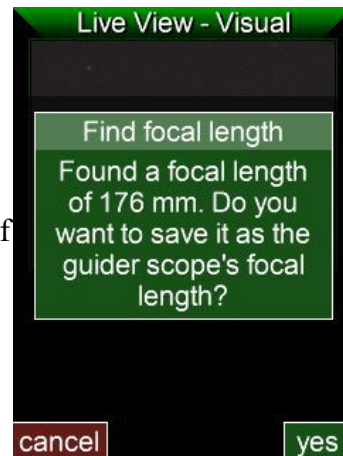 Live View - Visual
Find focal length
Found a focal length
of 176 mm. Do you
f
want to save it as the
guider scope's focal
length?
cancel
yes